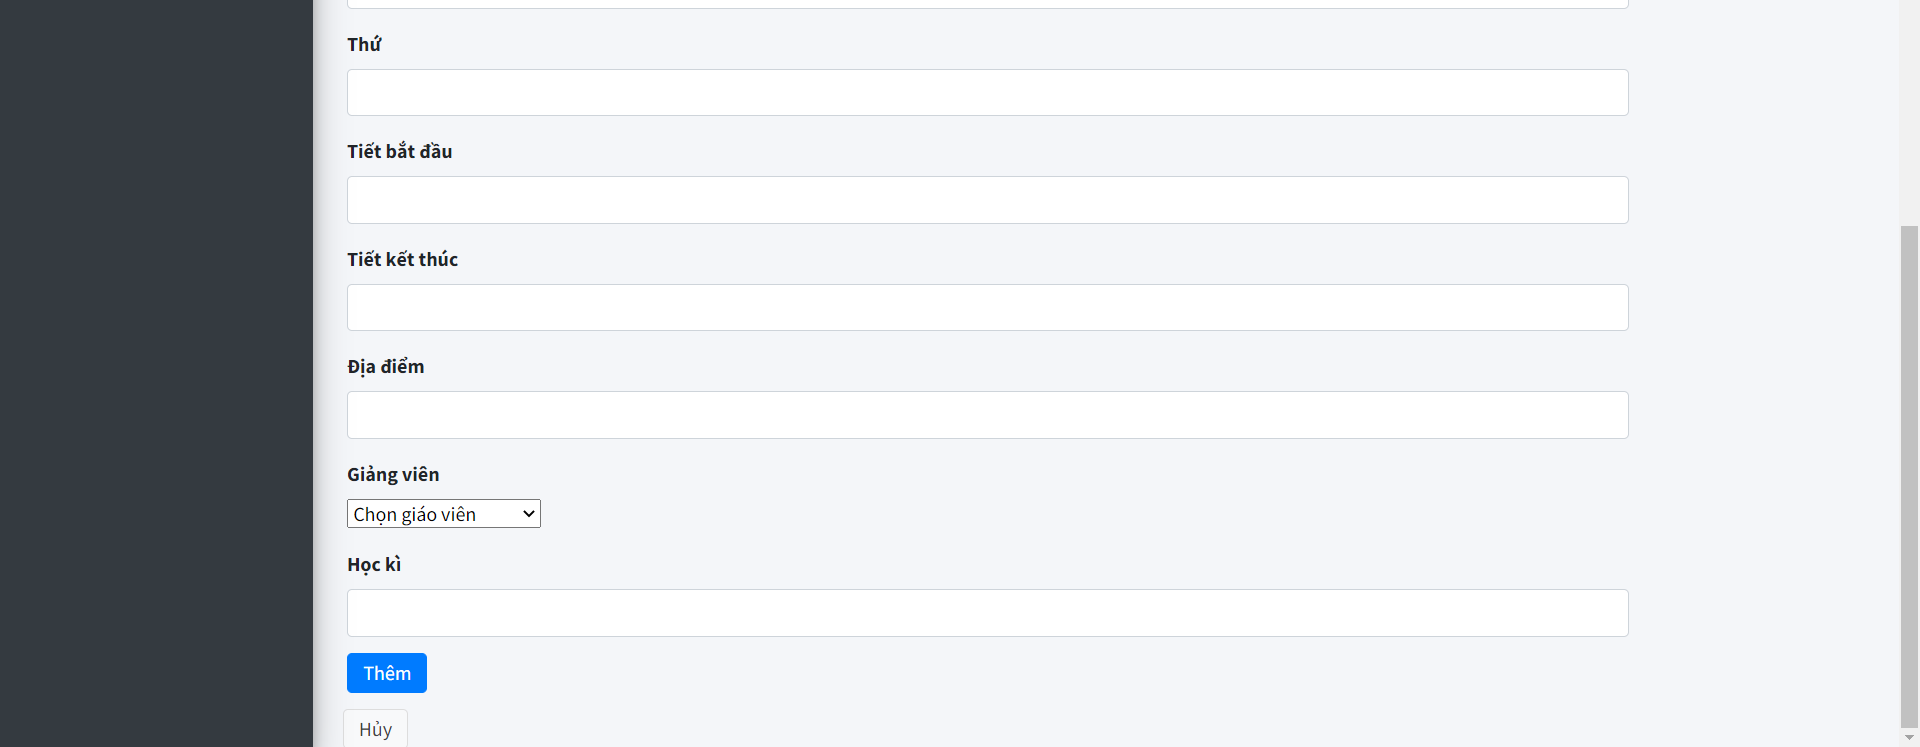 Thứ
Tiết bắt đầu
Tiết kết thúc
Địa điểm
Giảng viên
Chọn giáo viên
Học kì
Thêm
Hủy